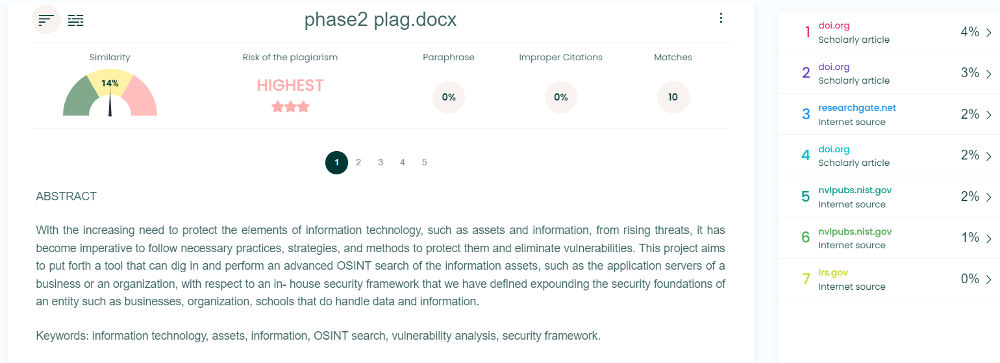 phase2 plag.docx
Similarity
14%
Risk of the plagiarism
HIGHEST
Paraphrase
0%
Improper Citations
0%
Matches
10
1 2 3 4 5
ABSTRACT
With the increasing need to protect the elements of information technology, such as assets and information, from rising threats, it has
become imperative to follow necessary practices, strategies, and methods to protect them and eliminate vulnerabilities. This project aims
to put forth a tool that can dig in and perform an advanced OSINT search of the information assets, such as the application servers of a
business or an organization, with respect to an in- house security framework that we have defined expounding the security foundations of
an entity such as businesses, organization, schools that do handle data and information.
Keywords: information technology, assets, information, OSINT search, vulnerability analysis, security framework.
1 doi.org 4%
Scholarly article
2 doi.org 3%
Scholarly article
3 researchgate.net 2%
Internet source
4 doi.org 2%
Scholarly article
5 nvlpubs.nist.gov 2%
Internet source
6 nvlpubs.nist.gov 1%
Internet source
7 irs.gov 0%
Internet source